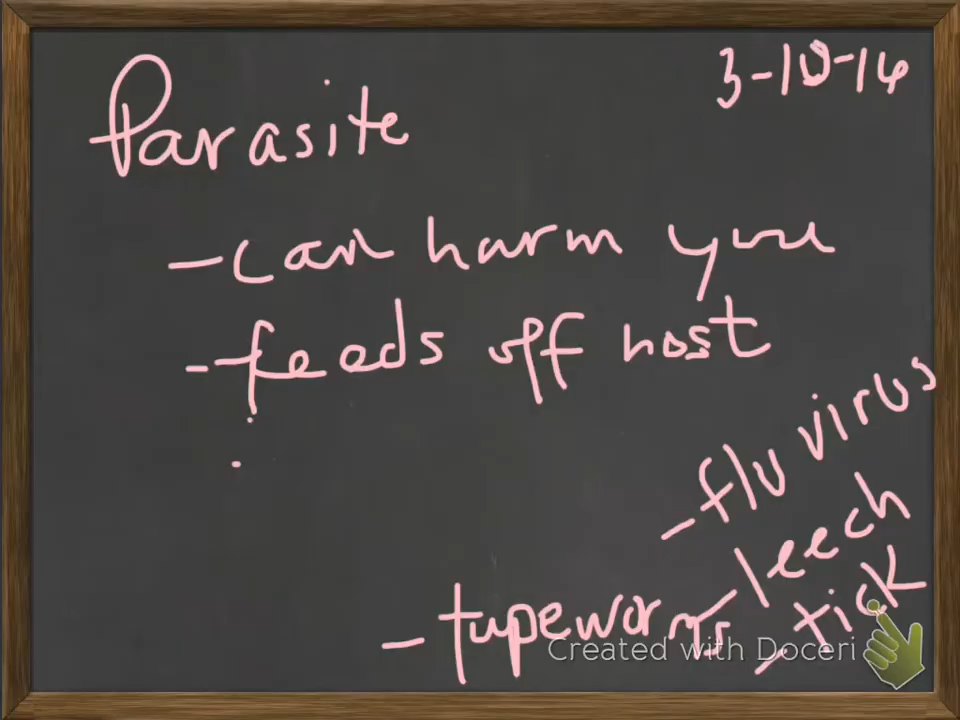 3-10-14
Parasite
- can harm you
- feeds off host
- flu virus
- leech
- tick
- tapeworms
Created with Doceri